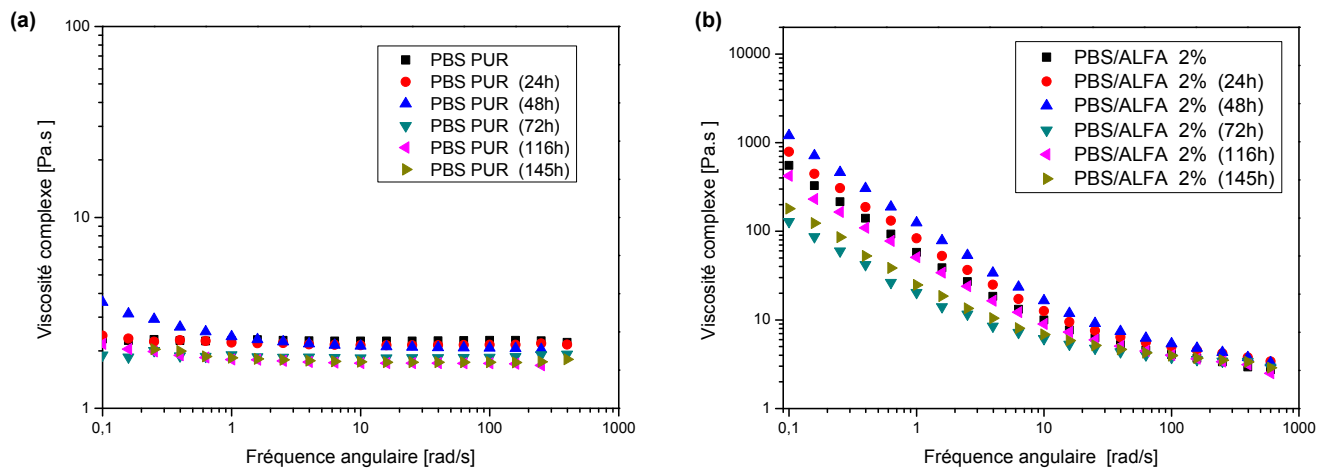 (a)
Viscosité complexe [Pa.s]
100
10
1
0,1
1
10
100
1000
Fréquence angulaire [rad/s]
PBS PUR
PBS PUR (24h)
PBS PUR (48h)
PBS PUR (72h)
PBS PUR (116h)
PBS PUR (145h)
(b)
Viscosité complexe [Pa.s]
10000
1000
100
10
1
0,1
1
10
100
1000
Fréquence angulaire [rad/s]
PBS/ALFA 2%
PBS/ALFA 2% (24h)
PBS/ALFA 2% (48h)
PBS/ALFA 2% (72h)
PBS/ALFA 2% (116h)
PBS/ALFA 2% (145h)